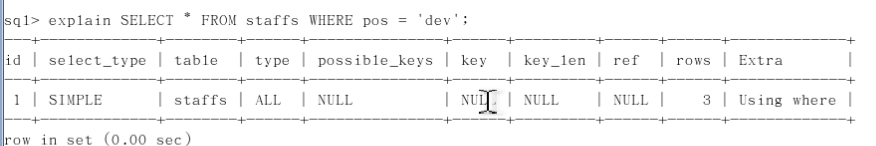 sql> explain SELECT * FROM staffs WHERE pos = 'dev';
---+-------------+--------+------+---------------+------+---------+------+------+-------------+
id | select_type | table  | type | possible_keys | key  | key_len | ref  | rows | Extra       |
---+-------------+--------+------+---------------+------+---------+------+------+-------------+
 1 | SIMPLE      | staffs | ALL  | NULL          | NULL | NULL    | NULL |    3 | Using where |
---+-------------+--------+------+---------------+------+---------+------+------+-------------+
row in set (0.00 sec)